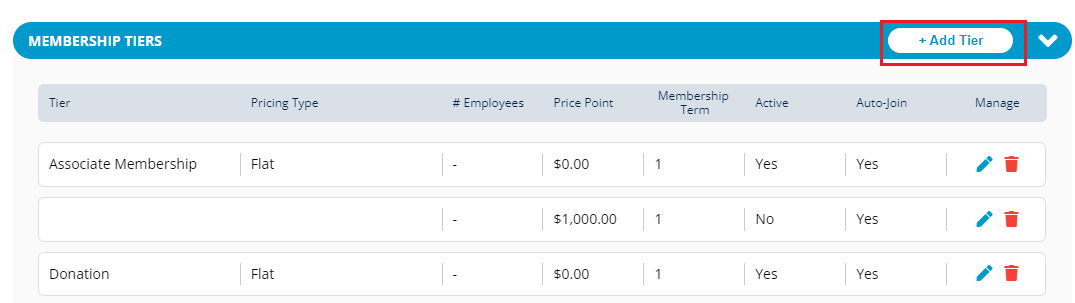 MEMBERSHIP TIERS + Add Tier
Tier Pricing Type # Employees Price Point Membership Term Active Auto-Join Manage
Associate Membership Flat - $0.00 1 Yes Yes
- $1,000.00 1 No Yes
Donation Flat - $0.00 1 Yes Yes